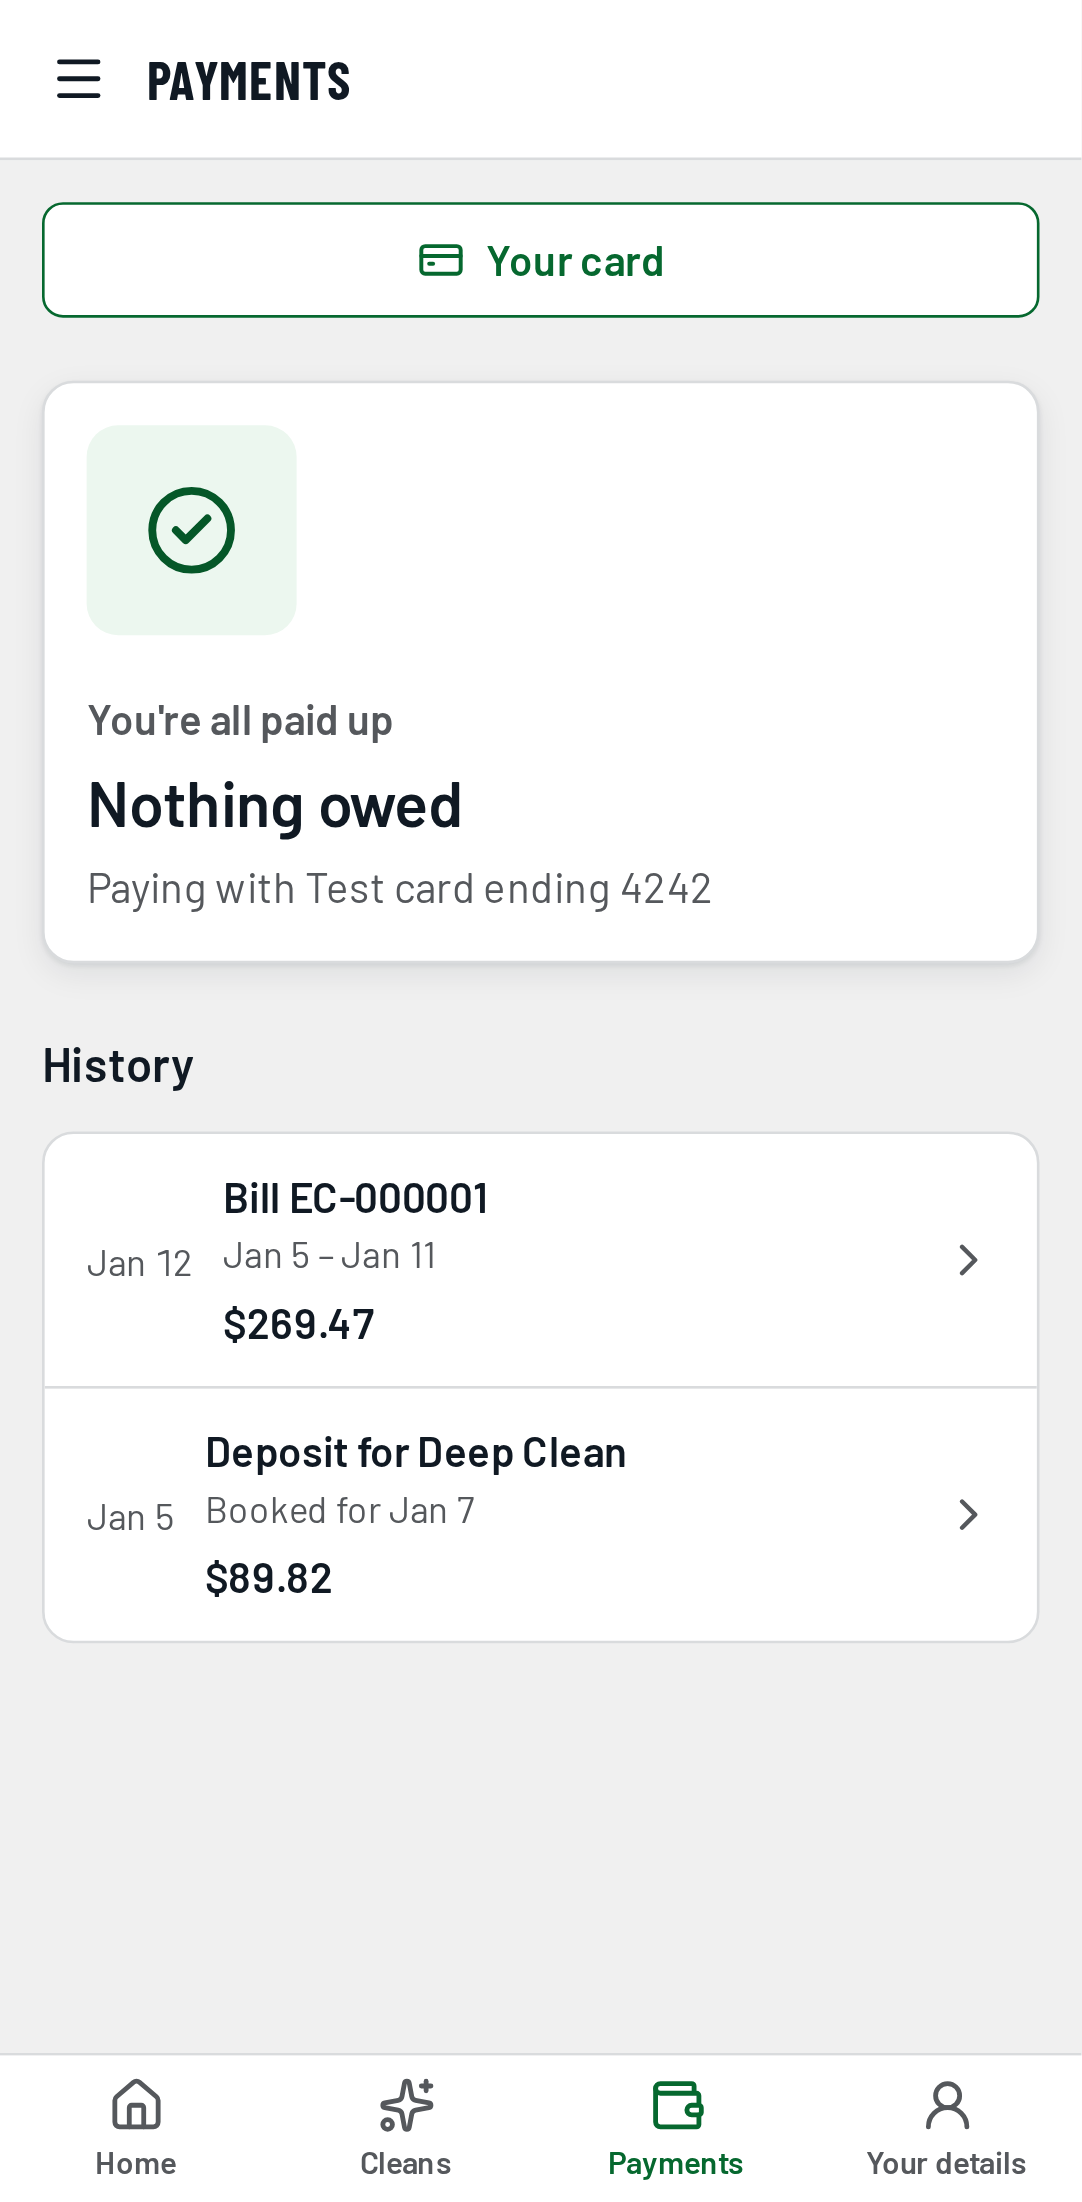 PAYMENTS
Your card
You're all paid up
Nothing owed
Paying with Test card ending 4242
History
Bill EC-000001
Jan 12
Jan 5 – Jan 11
$269.47
Deposit for Deep Clean
Jan 5
Booked for Jan 7
$89.82
Home
Cleans
Payments
Your details